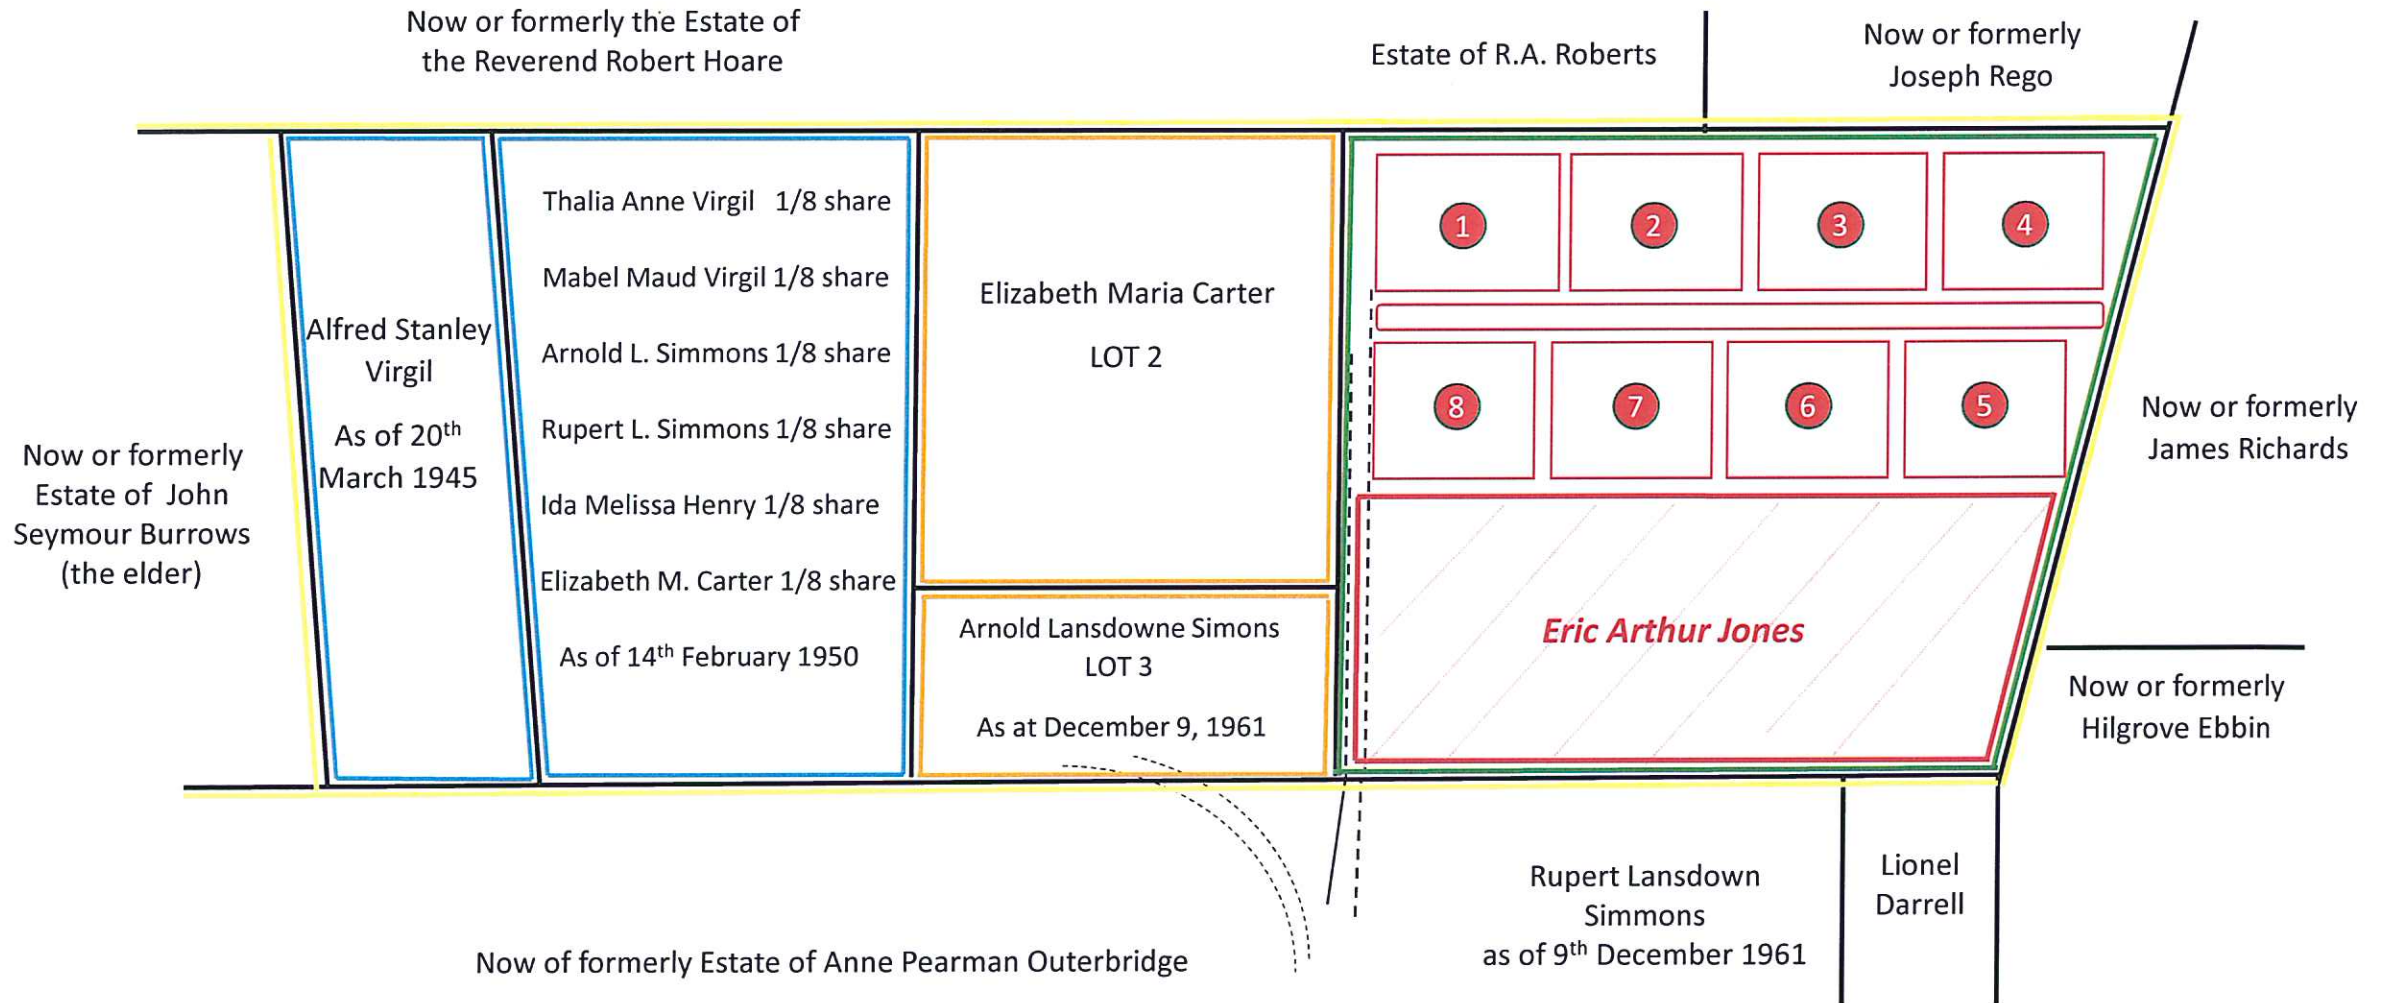 Now or formerly the Estate of
the Reverend Robert Hoare
Estate of R.A. Roberts
Now or formerly
Joseph Rego
Now or formerly
Estate of John
Seymour Burrows
(the elder)
Alfred Stanley
Virgil
As of 20th
March 1945
Thalia Anne Virgil 1/8 share
Mabel Maud Virgil 1/8 share
Arnold L. Simmons 1/8 share
Rupert L. Simmons 1/8 share
Ida Melissa Henry 1/8 share
Elizabeth M. Carter 1/8 share
As of 14th February 1950
Elizabeth Maria Carter
LOT 2
Arnold Lansdowne Simons
LOT 3
As at December 9, 1961
1
2
3
4
8
7
6
5
Eric Arthur Jones
Now or formerly
James Richards
Now or formerly
Hilgrove Ebbin
Now of formerly Estate of Anne Pearman Outerbridge
Rupert Lansdown
Simmons
as of 9th December 1961
Lionel
Darrell